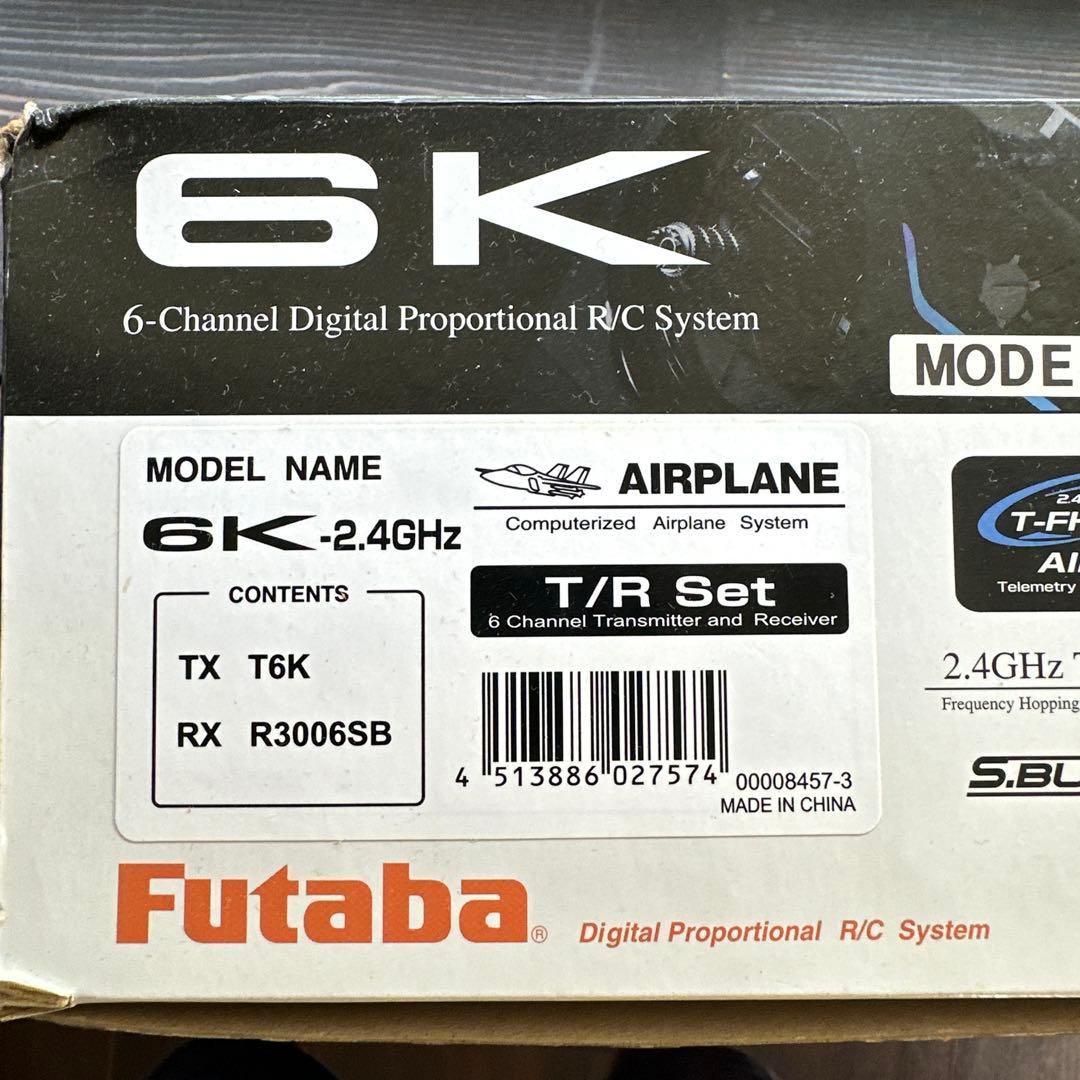 6K
6-Channel Digital Proportional R/C System
MODE
MODEL NAME
6K-2.4GHz
AIRPLANE
Computerized Airplane System
T/R Set
6 Channel Transmitter and Receiver
CONTENTS
TX T6K
RX R3006SB
4 513886 027574
00008457-3
MADE IN CHINA
Telemetry
2.4GHz
Frequency Hopping
Futaba®
Digital Proportional R/C System